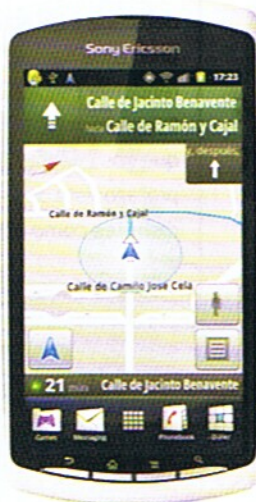 Sony Ericsson
17:23
Calle de Jacinto Benavente
hacia Calle de Ramón y Cajal
y, después,
Calle de Ramón y Cajal
Calle de Camilo José Cela
21 min Calle de Jacinto Benavente
Games Messaging Phonebook